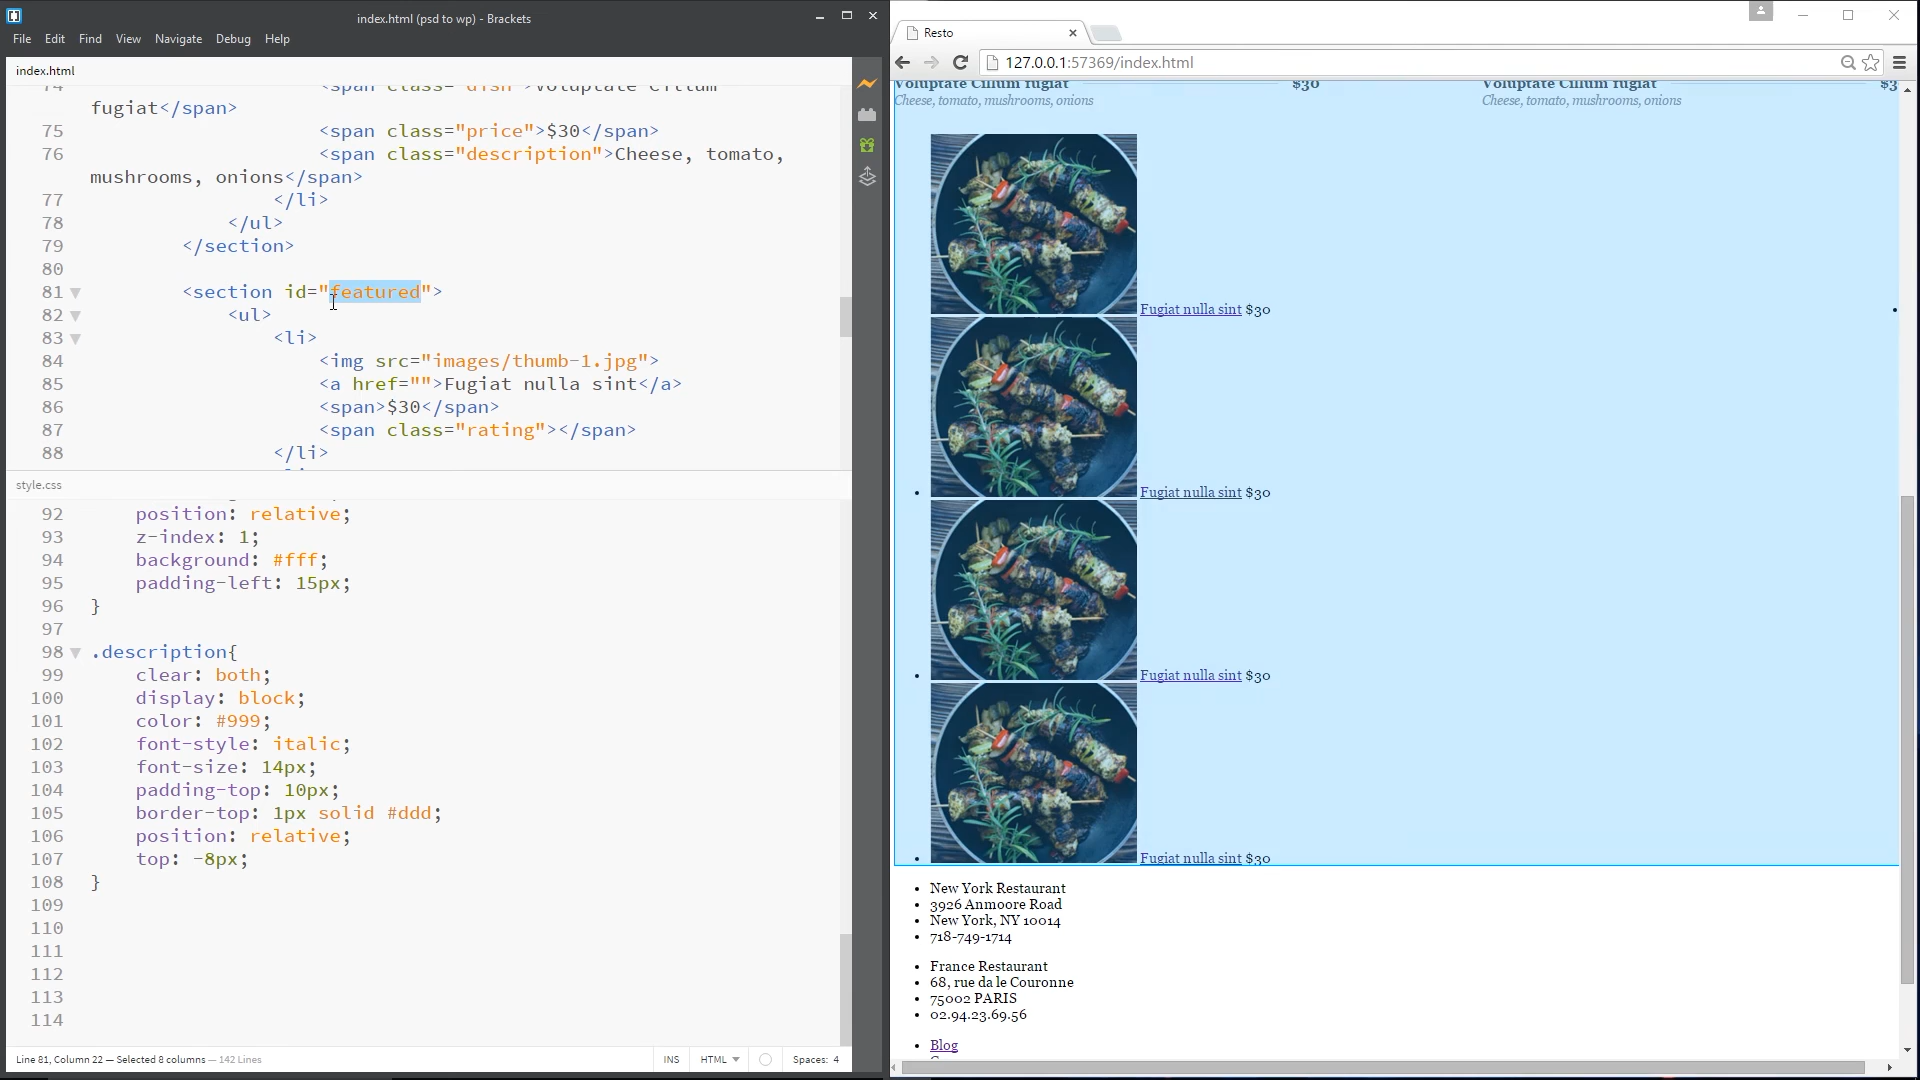 index.html (psd to wp) - Brackets
File Edit Find View Navigate Debug Help
index.html
74 <span class="dish">Voluptate Cillum
fugiat</span>
75 <span class="price">$30</span>
76 <span class="description">Cheese, tomato,
mushrooms, onions</span>
77 </li>
78 </ul>
79 </section>
80
81 <section id="featured">
82 <ul>
83 <li>
84 <img src="images/thumb-1.jpg">
85 <a href="">Fugiat nulla sint</a>
86 <span>$30</span>
87 <span class="rating"></span>
88 </li>
style.css
92 position: relative;
93 z-index: 1;
94 background: #fff;
95 padding-left: 15px;
96 }
97
98 .description{
99 clear: both;
100 display: block;
101 color: #999;
102 font-style: italic;
103 font-size: 14px;
104 padding-top: 10px;
105 border-top: 1px solid #ddd;
106 position: relative;
107 top: -8px;
108 }
109
110
111
112
113
114
Line 81, Column 22 — Selected 8 columns — 142 Lines
INS HTML Spaces: 4
Resto
127.0.0.1:57369/index.html
Voluptate Cillum fugiat $30 Voluptate Cillum fugiat $3
Cheese, tomato, mushrooms, onions Cheese, tomato, mushrooms, onions
Fugiat nulla sint $30
Fugiat nulla sint $30
Fugiat nulla sint $30
Fugiat nulla sint $30
New York Restaurant
3926 Anmoore Road
New York, NY 10014
718-749-1714
France Restaurant
68, rue da le Couronne
75002 PARIS
02.94.23.69.56
Blog